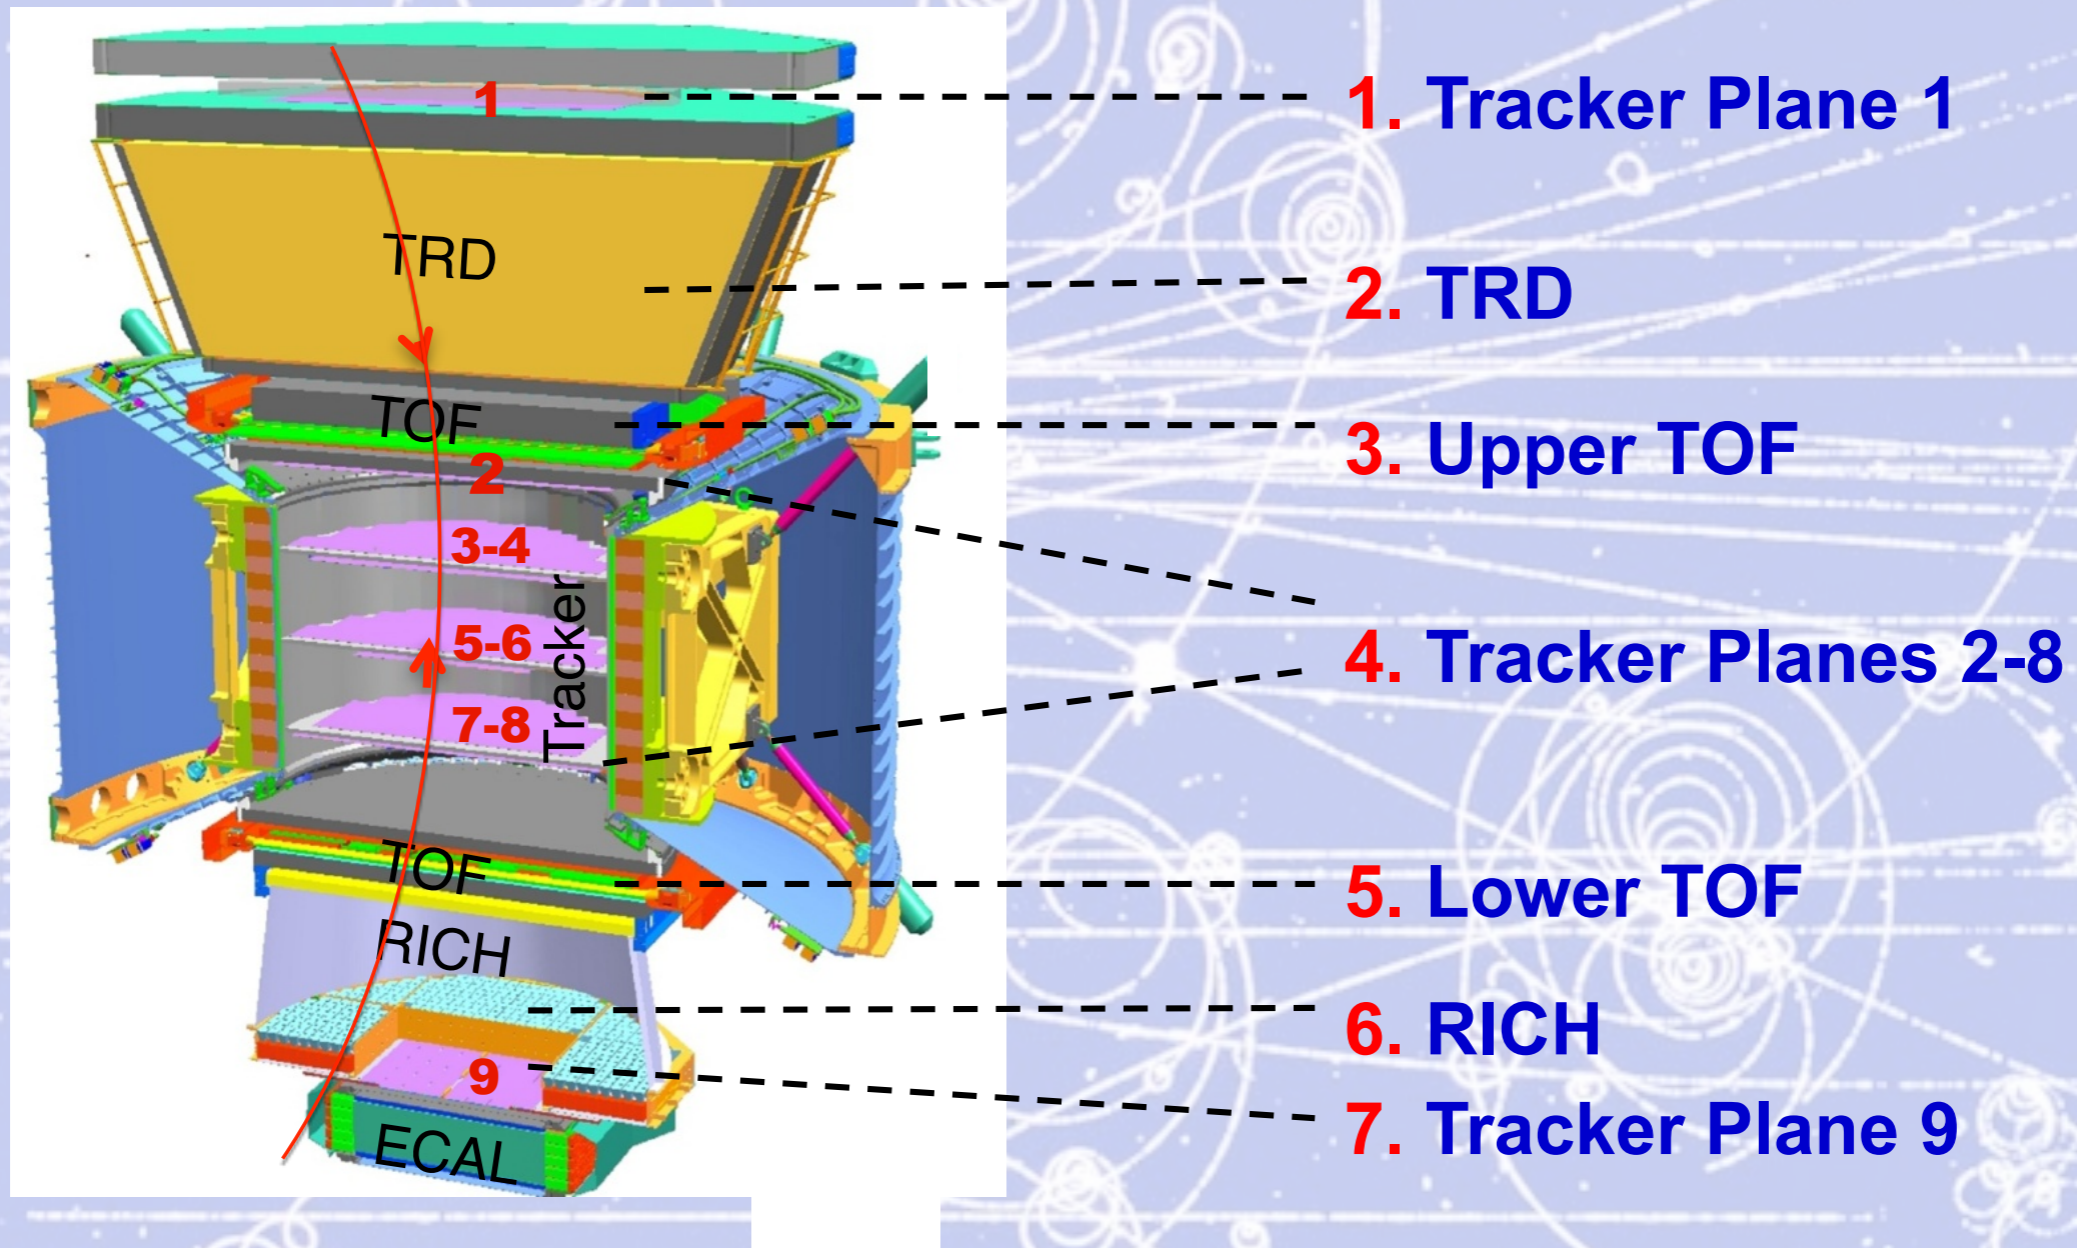 1
1. Tracker Plane 1
TRD
2. TRD
TOF
3. Upper TOF
2
3-4
5-6
7-8
Tracker
4. Tracker Planes 2-8
TOF
5. Lower TOF
RICH
6. RICH
9
7. Tracker Plane 9
ECAL